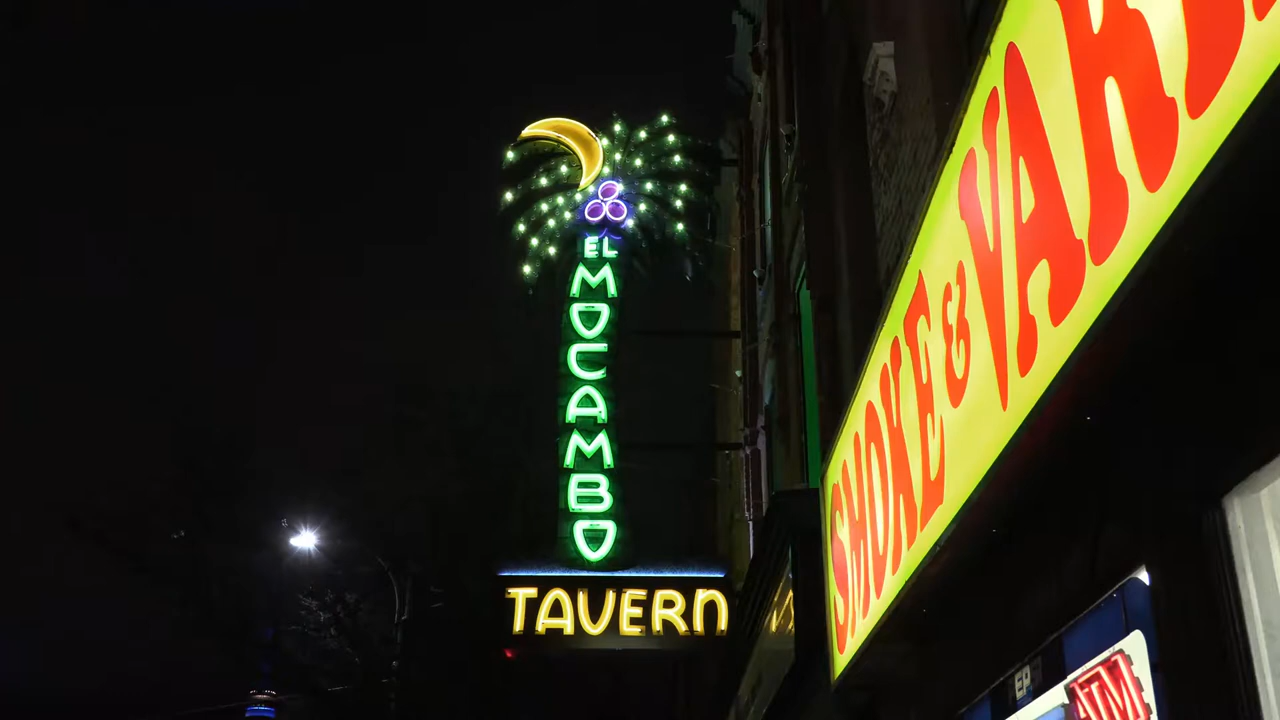 EL
MOCAMBO
TAVERN
SMOKE & VAR
ATM